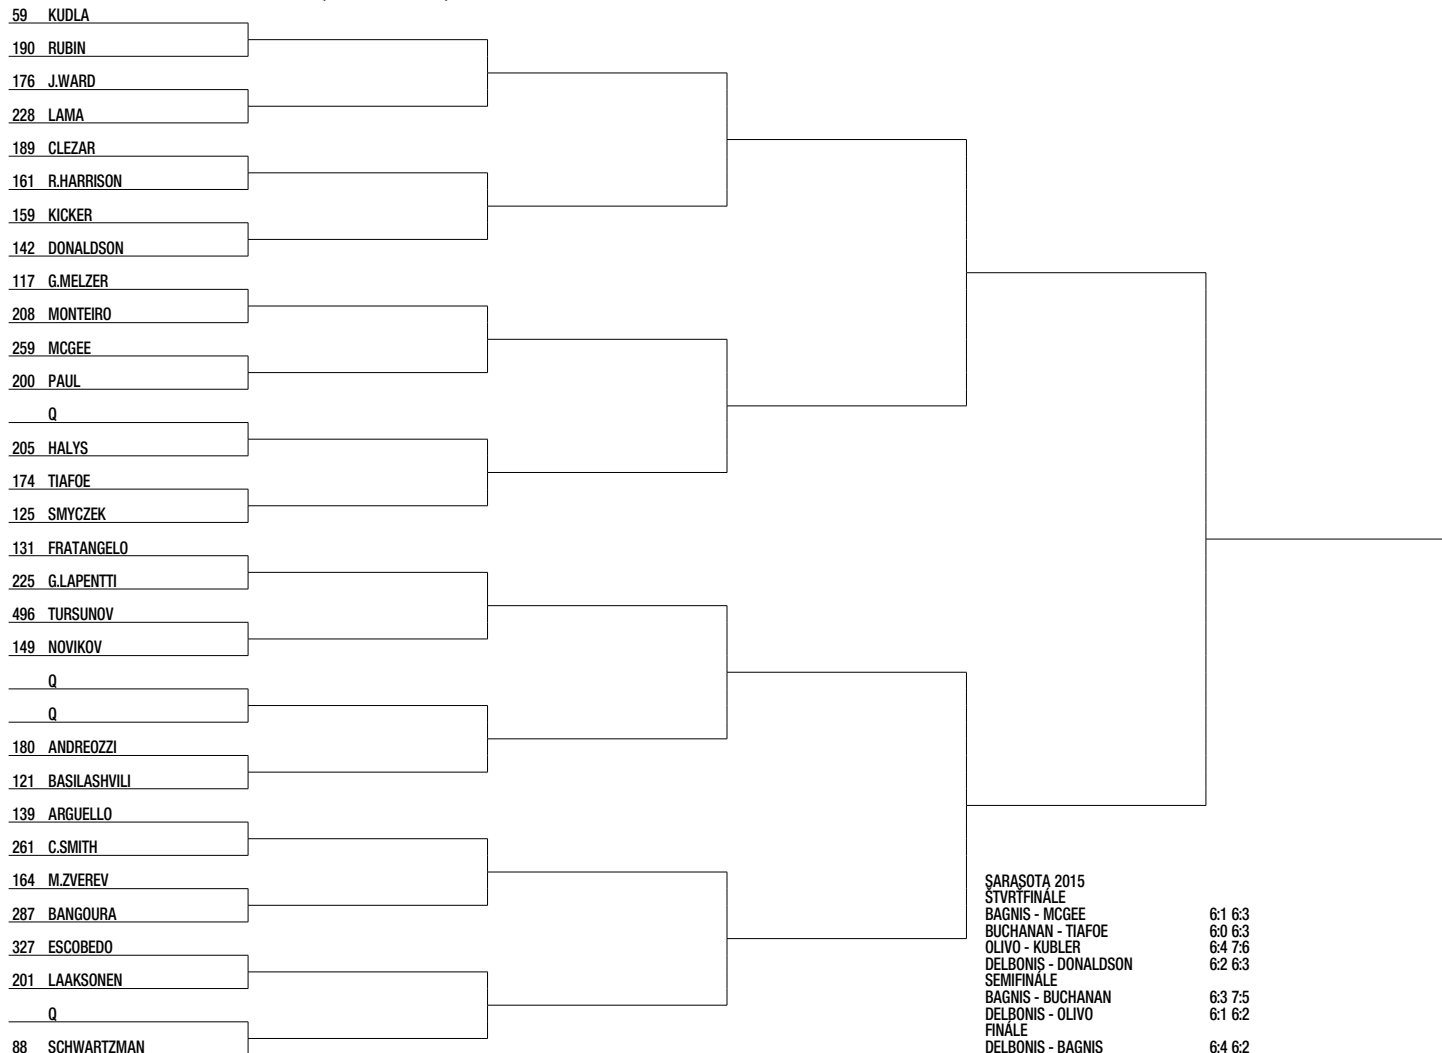 59 KUDLA
190 RUBIN
176 J.WARD
228 LAMA
189 CLEZAR
161 R.HARRISON
159 KICKER
142 DONALDSON
117 G.MELZER
208 MONTEIRO
259 MCGEE
200 PAUL
Q
205 HALYS
174 TIAFOE
125 SMYCZEK
131 FRATANGELO
225 G.LAPENTTI
496 TURSUNOV
149 NOVIKOV
Q
Q
180 ANDREOZZI
121 BASILASHVILI
139 ARGUELLO
261 C.SMITH
164 M.ZVEREV
287 BANGOURA
327 ESCOBEDO
201 LAAKSONEN
Q
88 SCHWARTZMAN
SARASOTA 2015
ŠTVRŤFINÁLE
BAGNIS - MCGEE 6:1 6:3
BUCHANAN - TIAFOE 6:0 6:3
OLIVO - KUBLER 6:4 7:6
DELBONIS - DONALDSON 6:2 6:3
SEMIFINÁLE
BAGNIS - BUCHANAN 6:3 7:5
DELBONIS - OLIVO 6:1 6:2
FINÁLE
DELBONIS - BAGNIS 6:4 6:2